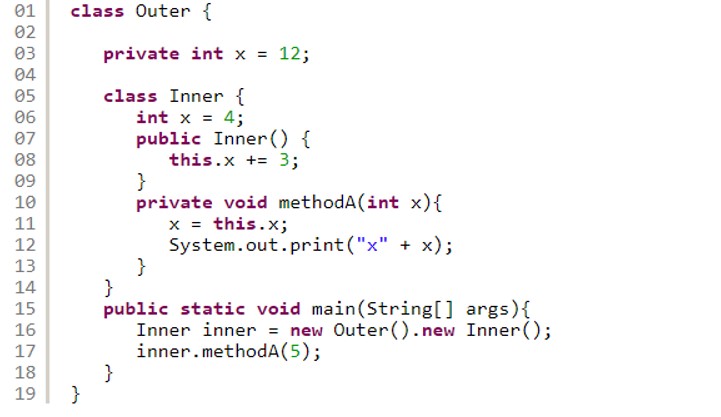 01 class Outer {
02
03 private int x = 12;
04
05 class Inner {
06 int x = 4;
07 public Inner() {
08 this.x += 3;
09 }
10 private void methodA(int x){
11 x = this.x;
12 System.out.print("x" + x);
13 }
14 }
15 public static void main(String[] args){
16 Inner inner = new Outer().new Inner();
17 inner.methodA(5);
18 }
19 }